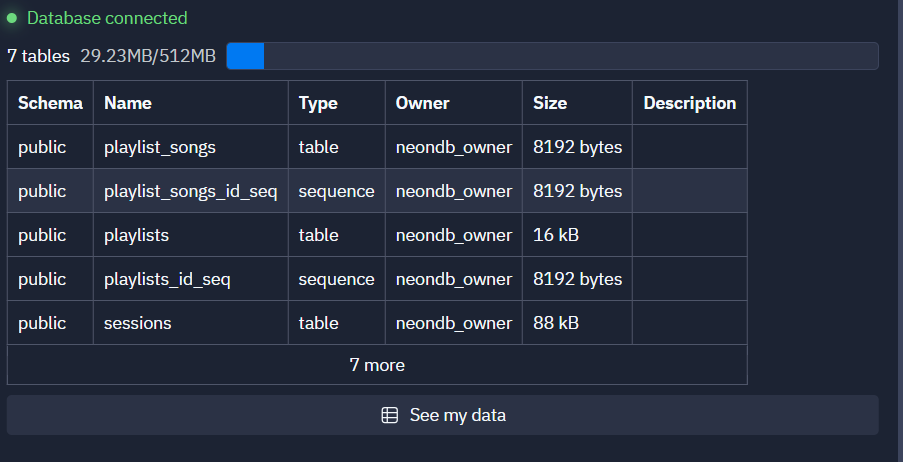 Database connected
7 tables 29.23MB/512MB
Schema Name Type Owner Size Description
public playlist_songs table neondb_owner 8192 bytes
public playlist_songs_id_seq sequence neondb_owner 8192 bytes
public playlists table neondb_owner 16 kB
public playlists_id_seq sequence neondb_owner 8192 bytes
public sessions table neondb_owner 88 kB
7 more
See my data